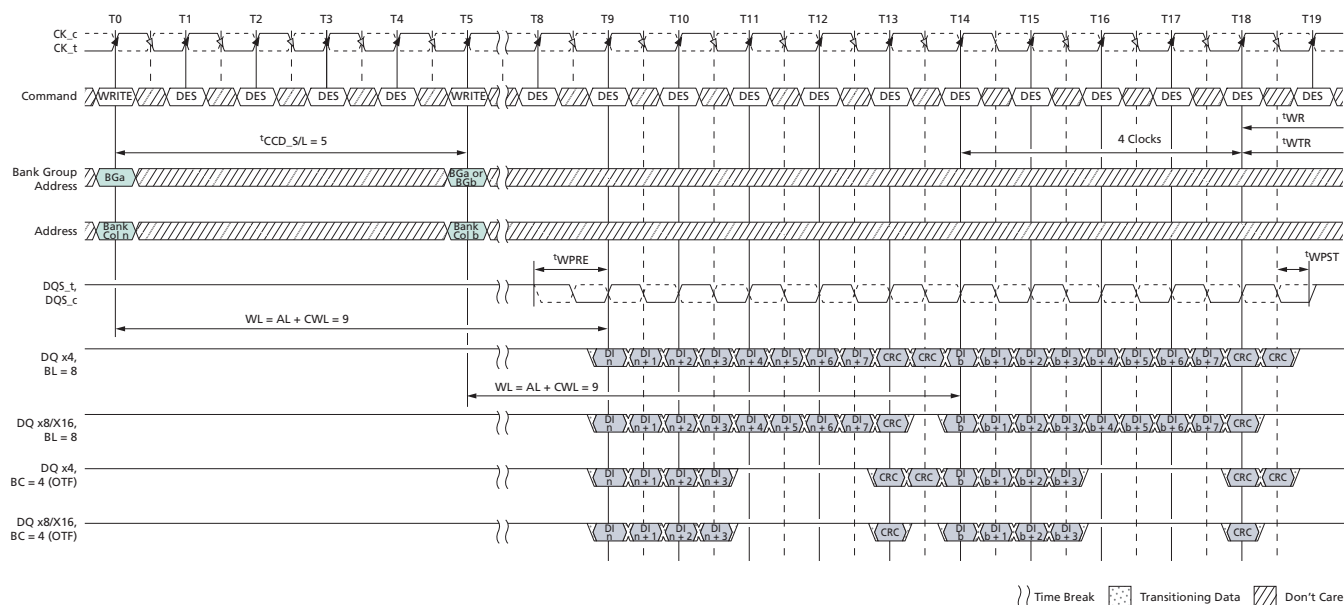 T0 T1 T2 T3 T4 T5 T8 T9 T10 T11 T12 T13 T14 T15 T16 T17 T18 T19
CK_c
CK_t
Command WRITE DES DES DES DES WRITE DES DES DES DES DES DES DES DES DES DES DES DES
tWR
tCCD_S/L = 5 4 Clocks tWTR
Bank Group
Address
BGa
BGa or
BGb
Address
Bank
Col n
Bank
Col b
tWPRE tWPST
DQS_t,
DQS_c
WL = AL + CWL = 9
DQ x4,
BL = 8
DI n DI n + 1 DI n + 2 DI n + 3 DI n + 4 DI n + 5 DI n + 6 DI n + 7 CRC CRC DI b DI b + 1 DI b + 2 DI b + 3 DI b + 4 DI b + 5 DI b + 6 DI b + 7 CRC CRC
WL = AL + CWL = 9
DQ x8/X16,
BL = 8
DI n DI n + 1 DI n + 2 DI n + 3 DI n + 4 DI n + 5 DI n + 6 DI n + 7 CRC DI b DI b + 1 DI b + 2 DI b + 3 DI b + 4 DI b + 5 DI b + 6 DI b + 7 CRC
DQ x4,
BC = 4 (OTF)
DI n DI n + 1 DI n + 2 DI n + 3 CRC CRC DI b DI b + 1 DI b + 2 DI b + 3 CRC CRC
DQ x8/X16,
BC = 4 (OTF)
DI n DI n + 1 DI n + 2 DI n + 3 CRC DI b DI b + 1 DI b + 2 DI b + 3 CRC
Time Break Transitioning Data Don't Care